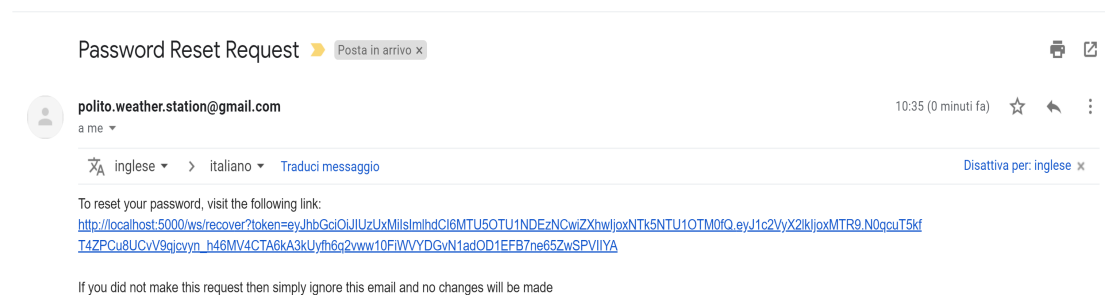 Password Reset Request Posta in arrivo x
polito.weather.station@gmail.com 10:35 (0 minuti fa)
a me
inglese > italiano Traduci messaggio Disattiva per: inglese x
To reset your password, visit the following link:
http://localhost:5000/ws/recover?token=eyJhbGciOiJIUzUxMiIsImlhdCI6MTU5OTU1NDEzNCwiZXhwIjoxNTk5NTU1OTM0fQ.eyJ1c2VyX2lkIjoxMTR9.N0qcuT5kf
T4ZPCu8UCvV9qjcvyn_h46MV4CTA6kA3kUyfh6q2vww10FiWVYDGvN1adOD1EFB7ne65ZwSPVIIYA
If you did not make this request then simply ignore this email and no changes will be made